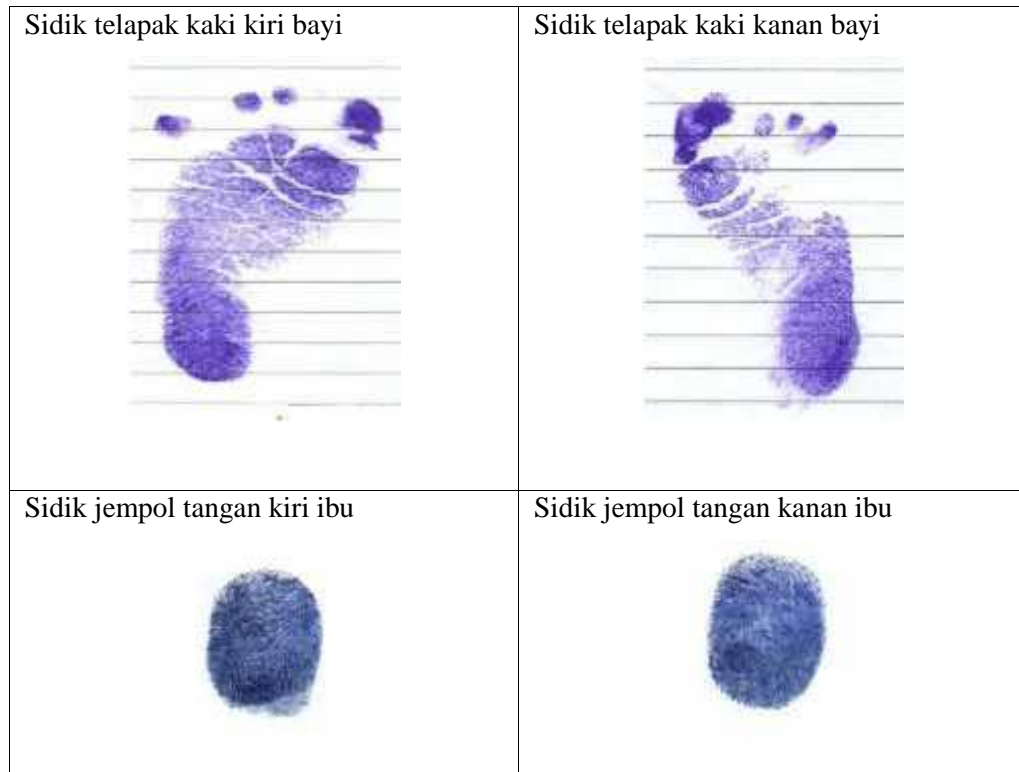 Sidik telapak kaki kiri bayi
Sidik telapak kaki kanan bayi
Sidik jempol tangan kiri ibu
Sidik jempol tangan kanan ibu